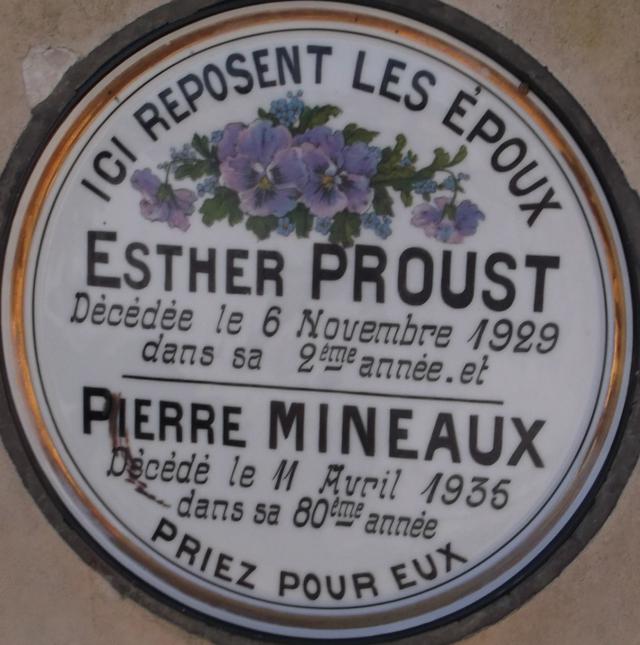 ICI REPOSENT LES ÉPOUX
ESTHER PROUST
Décédée le 6 Novembre 1929
dans sa 2ème année. et
PIERRE MINEAUX
Décédé le 11 Avril 1935
dans sa 80ème année
PRIEZ POUR EUX